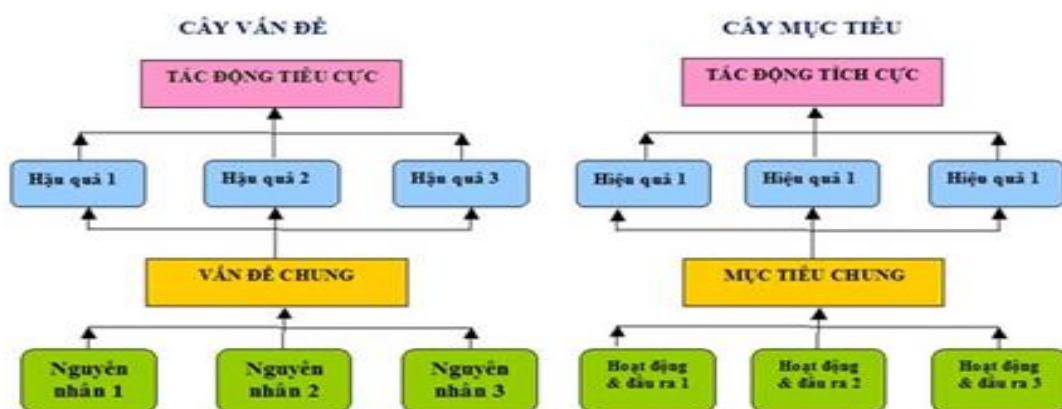 CÂY VẤN ĐỀ
TÁC ĐỘNG TIÊU CỰC
Hậu quả 1
Hậu quả 2
Hậu quả 3
VẤN ĐỀ CHUNG
Nguyên
nhân 1
Nguyên
nhân 2
Nguyên
nhân 3
CÂY MỤC TIÊU
TÁC ĐỘNG TÍCH CỰC
Hiệu quả 1
Hiệu quả 1
Hiệu quả 1
MỤC TIÊU CHUNG
Hoạt động
& đầu ra 1
Hoạt động
& đầu ra 2
Hoạt động
& đầu ra 3